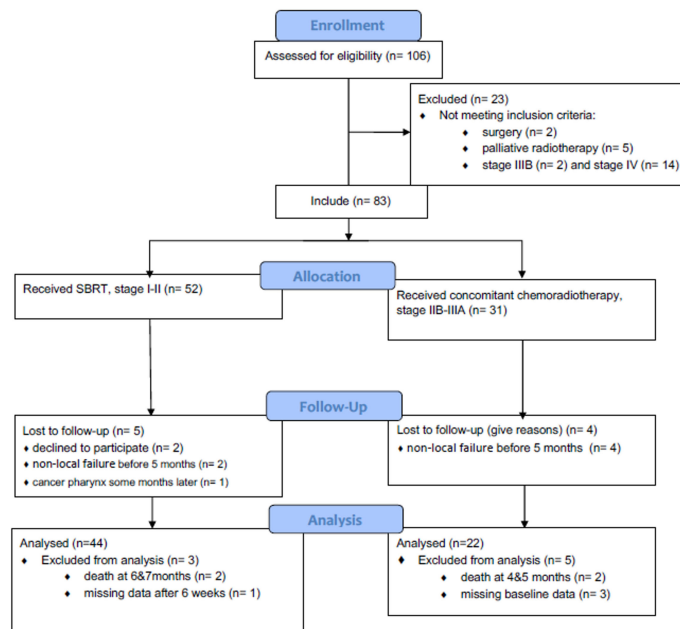 Enrollment
Assessed for eligibility (n= 106)
Excluded (n= 23)
♦ Not meeting inclusion criteria:
♦ surgery (n= 2)
♦ palliative radiotherapy (n= 5)
♦ stage IIIB (n= 2) and stage IV (n= 14)
Include (n= 83)
Allocation
Received SBRT, stage I-II (n= 52)
Received concomitant chemoradiotherapy,
stage IIB-IIIA (n= 31)
Follow-Up
Lost to follow-up (n= 5)
♦ declined to participate (n= 2)
♦ non-local failure before 5 months (n= 2)
♦ cancer pharynx some months later (n= 1)
Lost to follow-up (give reasons) (n= 4)
♦ non-local failure before 5 months (n= 4)
Analysis
Analysed (n=44)
♦ Excluded from analysis (n= 3)
♦ death at 6&7months (n= 2)
♦ missing data after 6 weeks (n= 1)
Analysed (n=22)
♦ Excluded from analysis (n= 5)
♦ death at 4&5 months (n= 2)
♦ missing baseline data (n= 3)